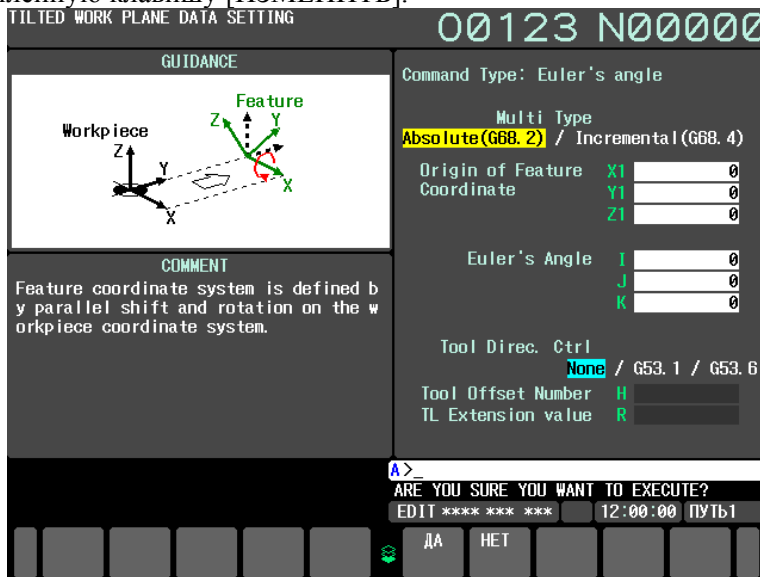 TILTED WORK PLANE DATA SETTING
O0123 N00000
GUIDANCE
Feature
Workpiece
Z
Y
X
Z
Y
X
COMMENT
Feature coordinate system is defined b
y parallel shift and rotation on the w
orkpiece coordinate system.
Command Type: Euler's angle
Multi Type
Absolute(G68.2) / Incremental(G68.4)
Origin of Feature X1 0
Coordinate Y1 0
Z1 0
Euler's Angle I 0
J 0
K 0
Tool Direc. Ctrl
None / G53.1 / G53.6
Tool Offset Number H
TL Extension value R
A>_
ARE YOU SURE YOU WANT TO EXECUTE?
EDIT **** *** *** 12:00:00 ПУТЬ1
ДА НЕТ